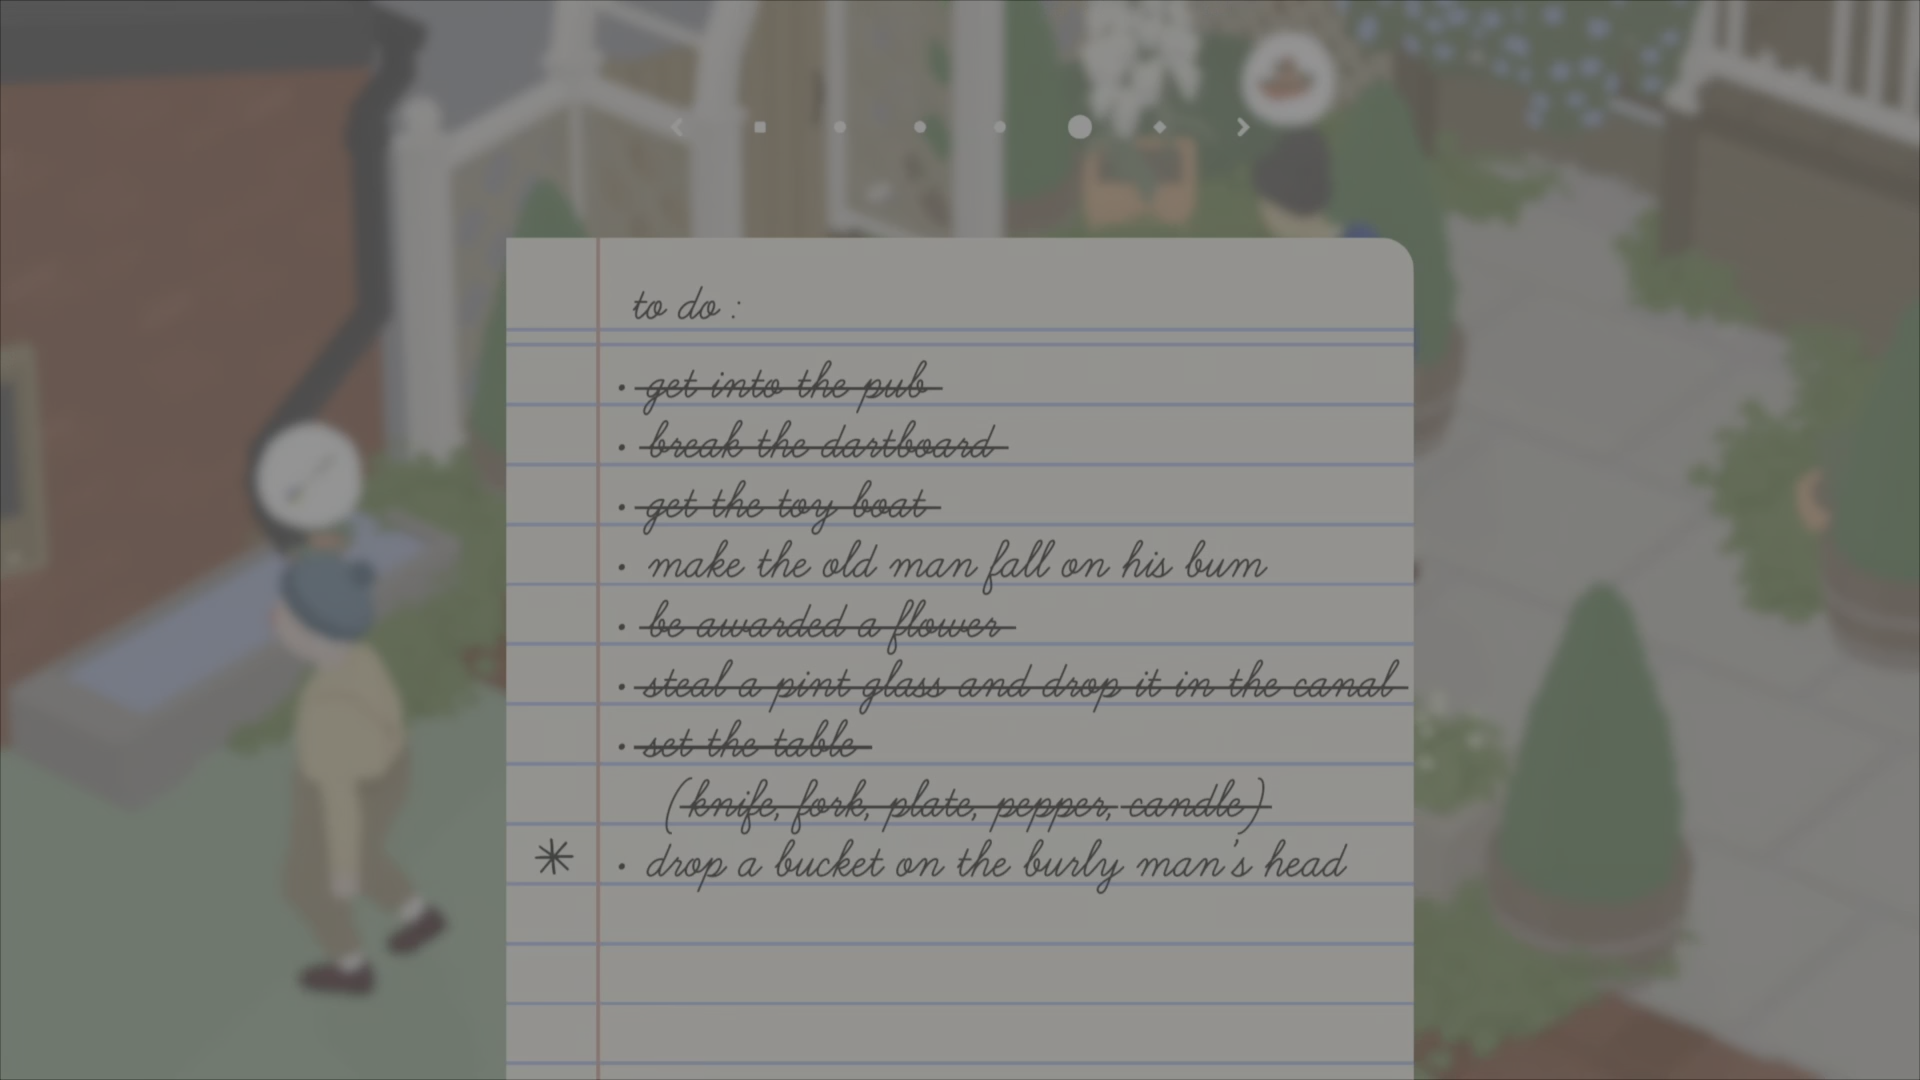 to do :
• get into the pub
• break the dartboard
• get the toy boat
• make the old man fall on his bum
• be awarded a flower
• steal a pint glass and drop it in the canal
• set the table
(knife, fork, plate, pepper, candle)
* • drop a bucket on the burly man's head